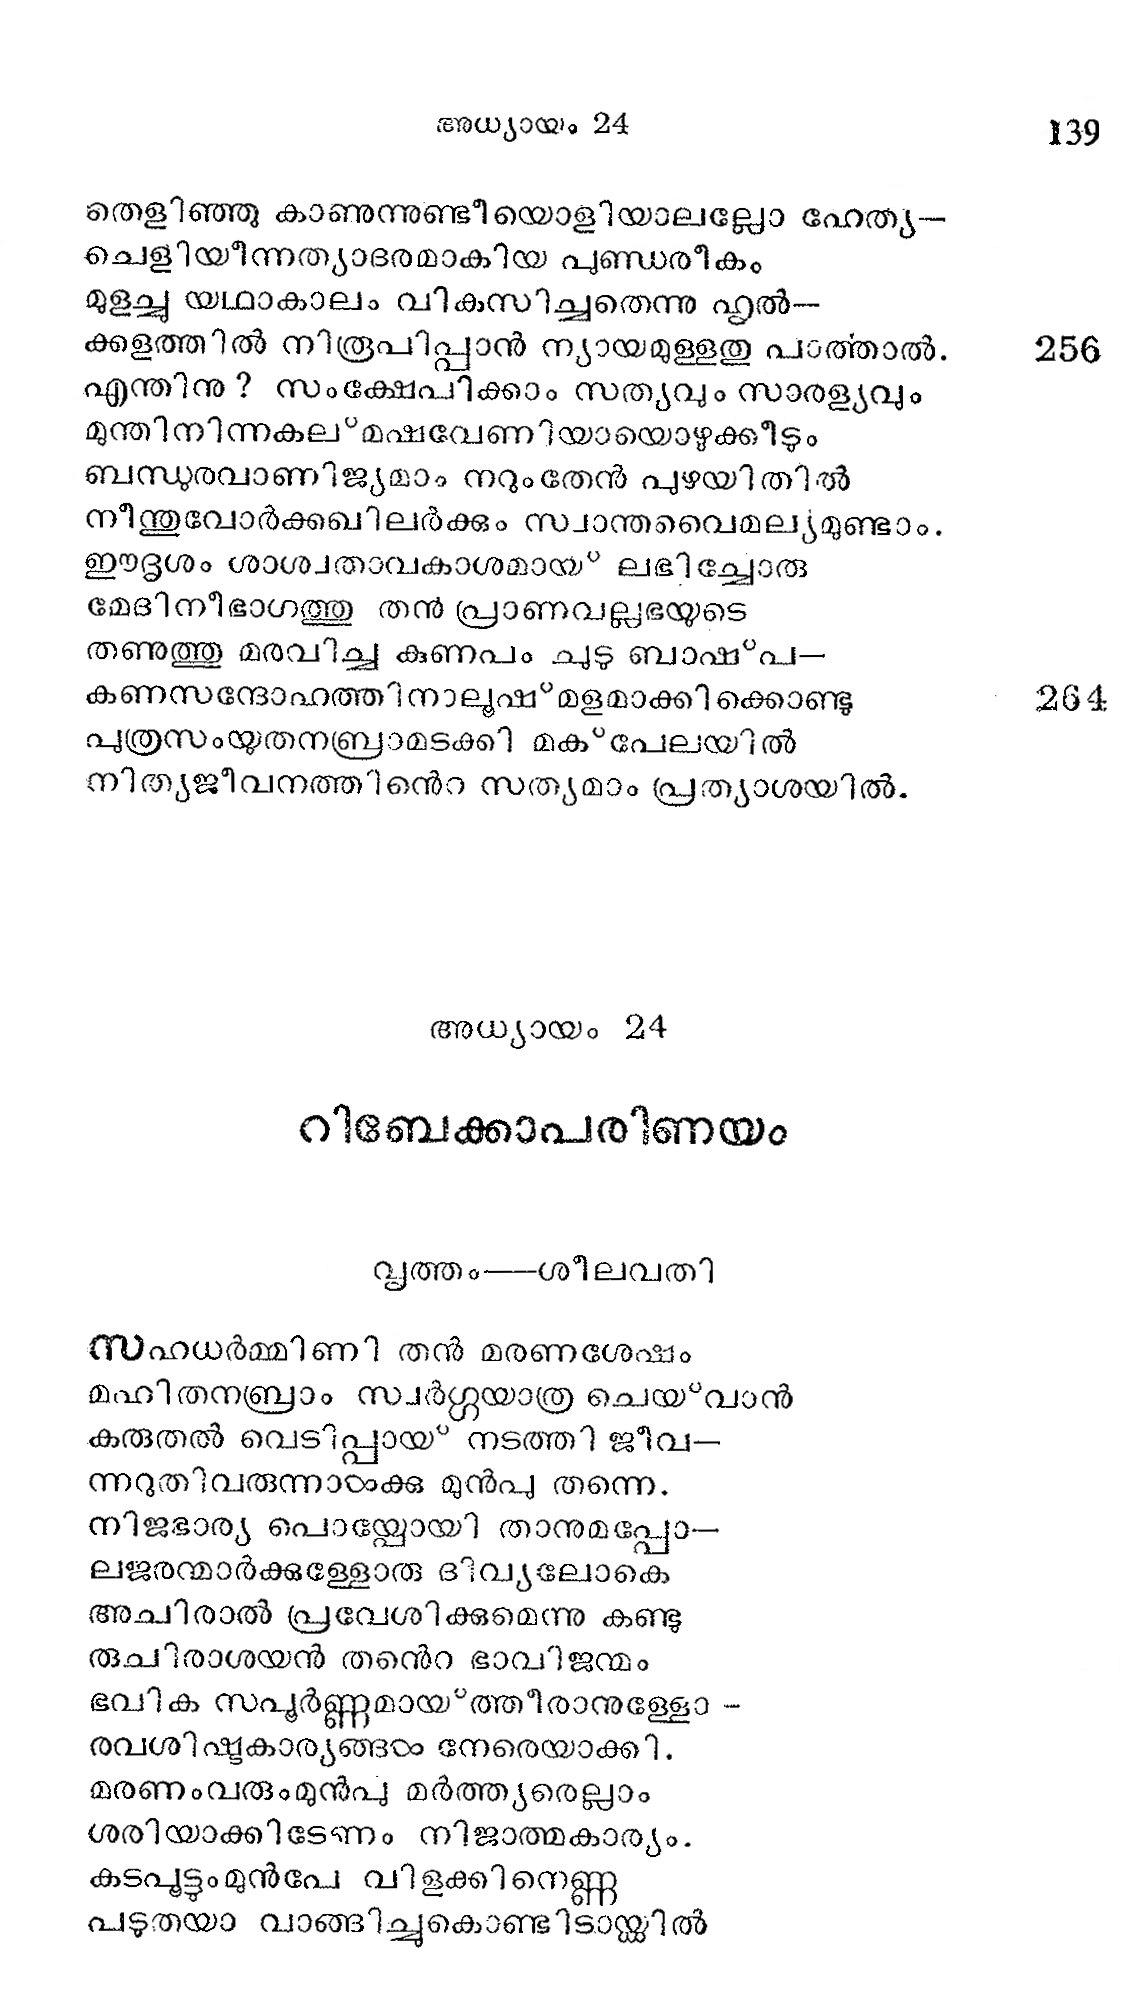 അധ്യായം 24 139
തെളിഞ്ഞു കാണുന്നുണ്ടീയൊളിയാലല്ലോ ഹേത്യ—
ചെളിയീന്നത്യാദരമാകിയ പുണ്ഡരീകം
മുളച്ചു യഥാകാലം വികസിച്ചതെന്നു ഹൃൽ—
ക്കളത്തിൽ നിരൂപിപ്പാൻ ന്യായമുള്ളതു പാൎത്താൽ. 256
എന്തിനു? സംക്ഷേപിക്കാം സത്യവും സാരള്യവും
മുന്തിനിന്നകല്മഷവേണിയായൊഴുക്കീടും
ബന്ധുരവാണിജ്യമാം നറുംതേൻ പുഴയിതിൽ
നീന്തുവോർക്കഖിലർക്കും സ്വാന്തവൈമല്യമുണ്ടാം.
ഈദൃശം ശാശ്വതാവകാശമായ് ലഭിച്ചോരു
മേദിനീഭാഗത്തു തൻ പ്രാണവല്ലഭയുടെ
തണുത്തു മരവിച്ച കുണപം ചുടു ബാഷ്പ—
കണസന്ദോഹത്തിനാലൂഷ്മളമാക്കിക്കൊണ്ടു 264
പുത്രസംയുതനബ്രാമടക്കി മക്പേലയിൽ
നിത്യജീവനത്തിൻെറ സത്യമാം പ്രത്യാശയിൽ.
അധ്യായം 24
റിബേക്കാപരിണയം
വൃത്തം——ശീലവതി
സഹധർമ്മിണി തൻ മരണശേഷം
മഹിതനബ്രാം സ്വർഗ്ഗയാത്ര ചെയ്‌വാൻ
കരുതൽ വെടിപ്പായ് നടത്തി ജീവ—
ന്നറുതിവരുന്നാൾക്കു മുൻപു തന്നെ.
നിജഭാര്യ പൊയ്പോയി താനുമപ്പോ—
ലജരന്മാർക്കുള്ളോരു ദിവ്യലോകെ
അചിരാൽ പ്രവേശിക്കുമെന്നു കണ്ടു
രുചിരാശയൻ തൻെറ ഭാവിജന്മം
ഭവിക സപൂർണ്ണമായ്ത്തീരാനുള്ളോ -
രവശിഷ്ടകാര്യങ്ങൾ നേരെയാക്കി.
മരണംവരുംമുൻപു മർത്ത്യരെല്ലാം
ശരിയാക്കിടേണം നിജാത്മകാര്യം.
കടപൂട്ടുംമുൻപേ വിളക്കിനെണ്ണ
പടുതയാ വാങ്ങിച്ചുകൊണ്ടിടായ്കിൽ